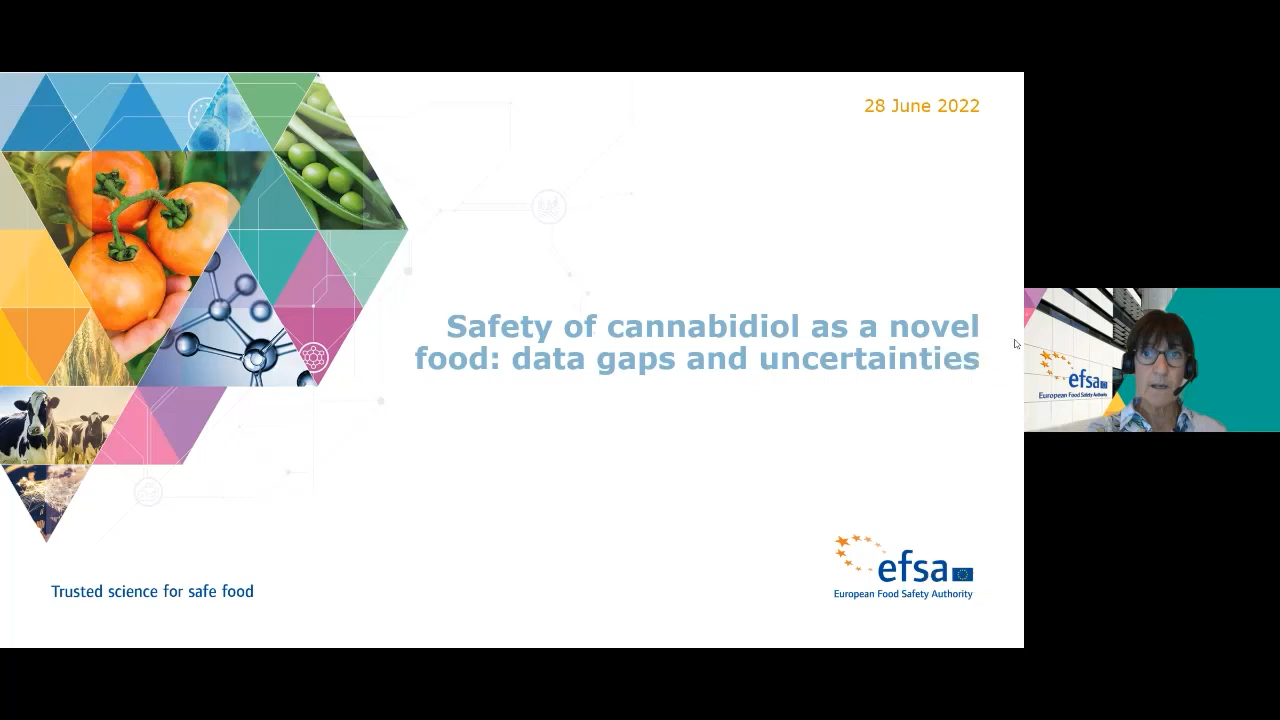 28 June 2022
Safety of cannabidiol as a novel
food: data gaps and uncertainties
Trusted science for safe food
efsa
European Food Safety Authority
efsa
European Food Safety Authority